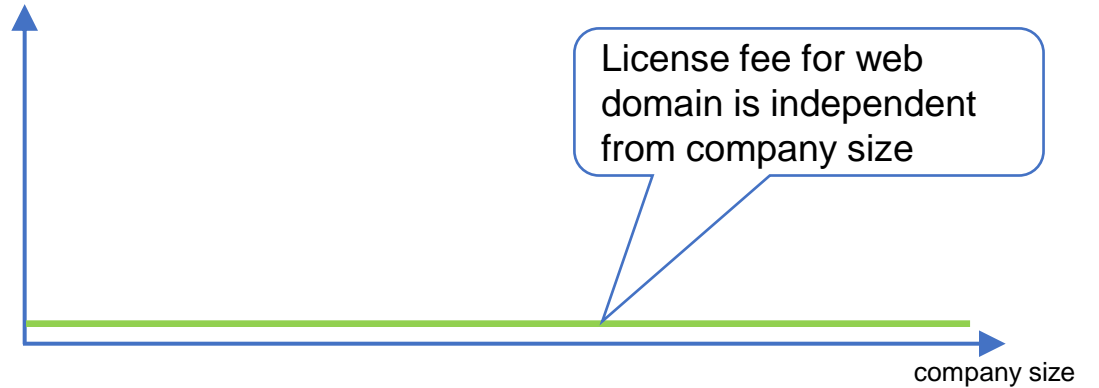 License fee for web
domain is independent
from company size
company size